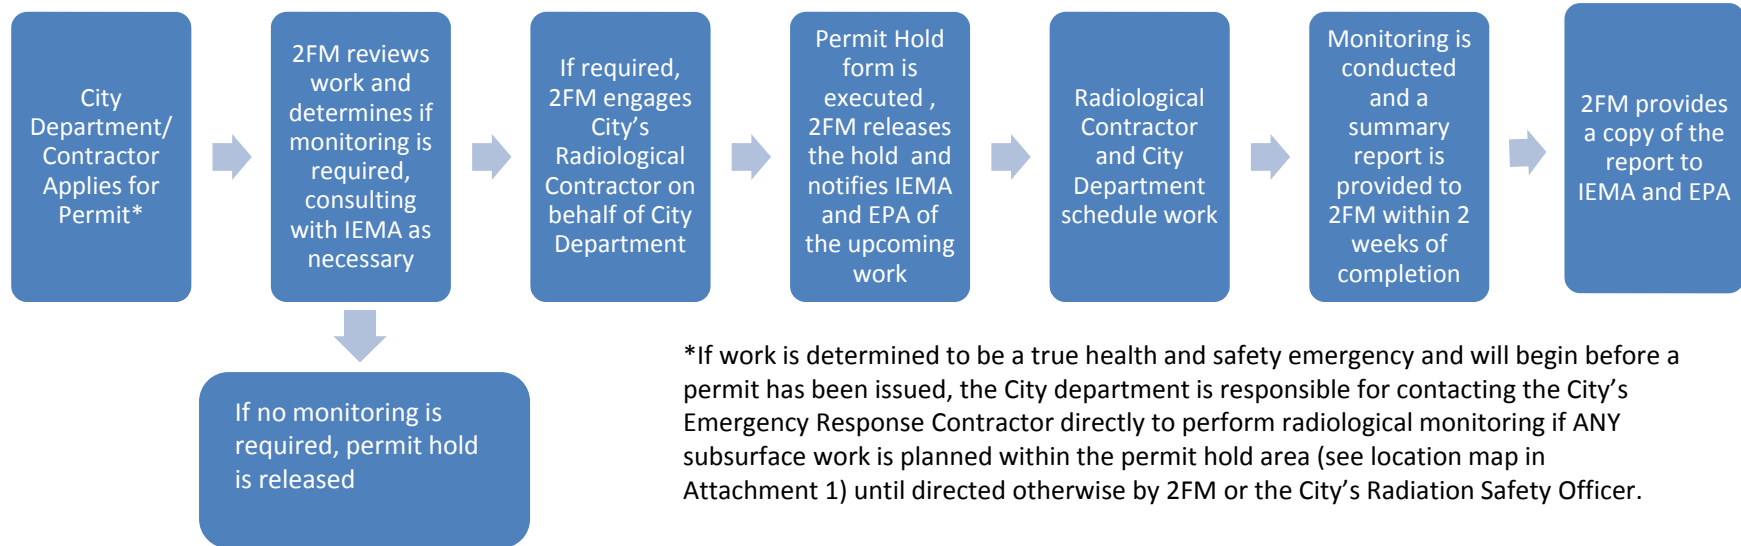 City
Department/
Contractor
Applies for
Permit*
2FM reviews
work and
determines if
monitoring is
required,
consulting
with IEMA as
necessary
If required,
2FM engages
City’s
Radiological
Contractor on
behalf of City
Department
Permit Hold
form is
executed ,
2FM releases
the hold  and
notifies IEMA
and EPA of
the upcoming
work
Radiological
Contractor
and City
Department
schedule work
Monitoring is
conducted
and a
summary
report is
provided to
2FM within 2
weeks of
completion
2FM provides
a copy of the
report to
IEMA and EPA
If no monitoring is
required, permit hold
is released
*If work is determined to be a true health and safety emergency and will begin before a
permit has been issued, the City department is responsible for contacting the City’s
Emergency Response Contractor directly to perform radiological monitoring if ANY
subsurface work is planned within the permit hold area (see location map in
Attachment 1) until directed otherwise by 2FM or the City’s Radiation Safety Officer.